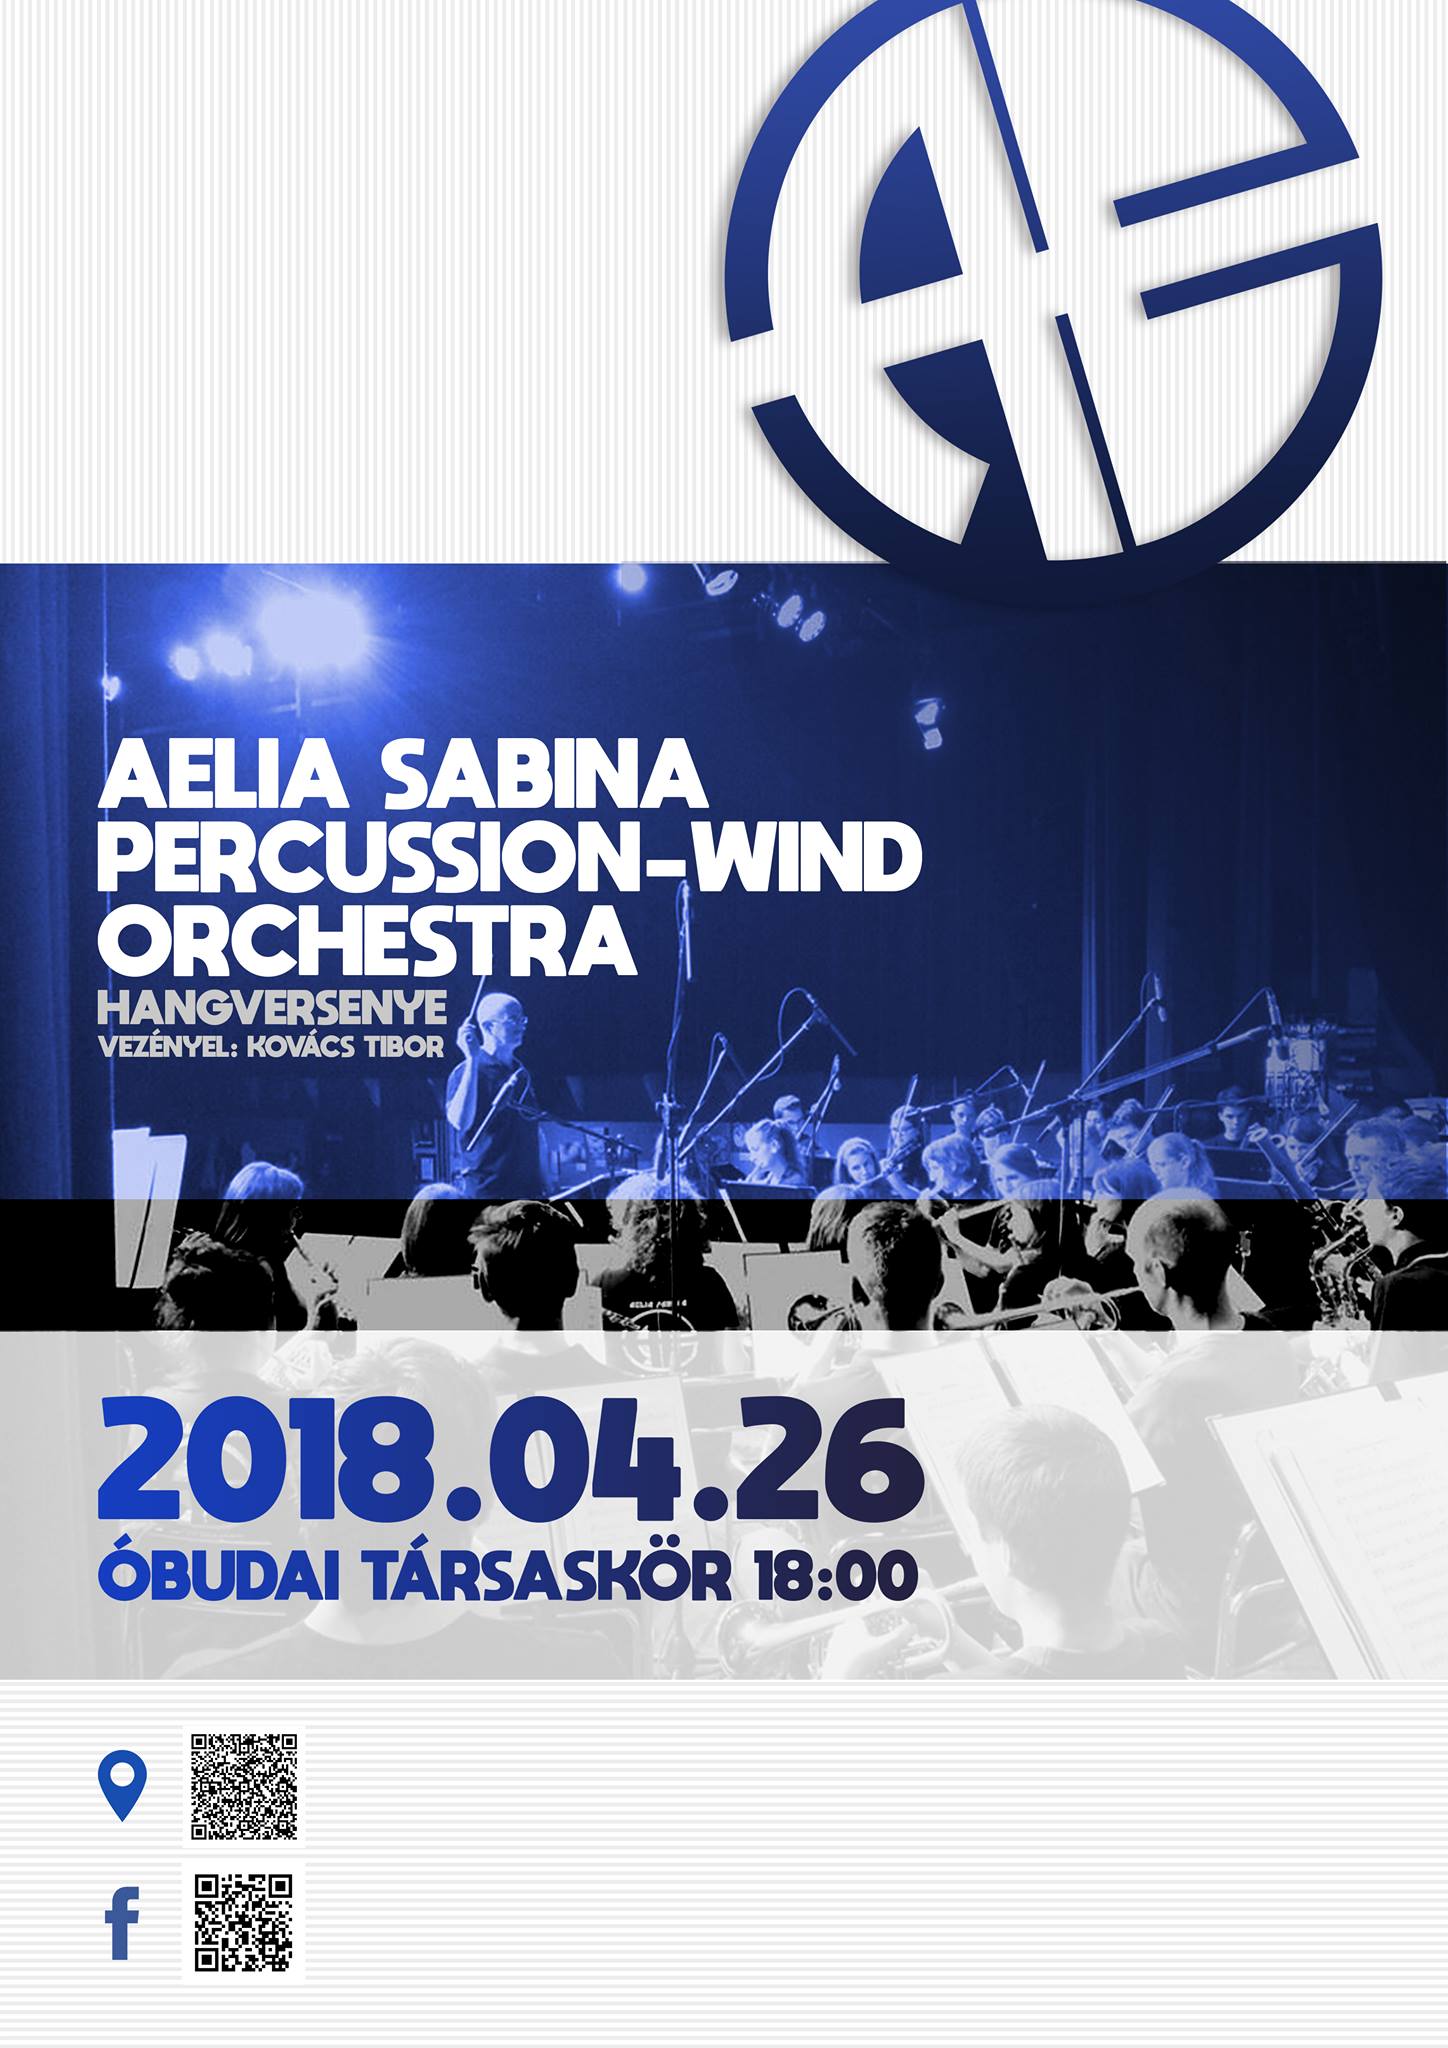 AELIA SABINA
PERCUSSION-WIND
ORCHESTRA
HANGVERSENYE
VEZÉNYEL: KOVÁCS TIBOR
2018.04.26
ÓBUDAI TÁRSASKÖR 18:00